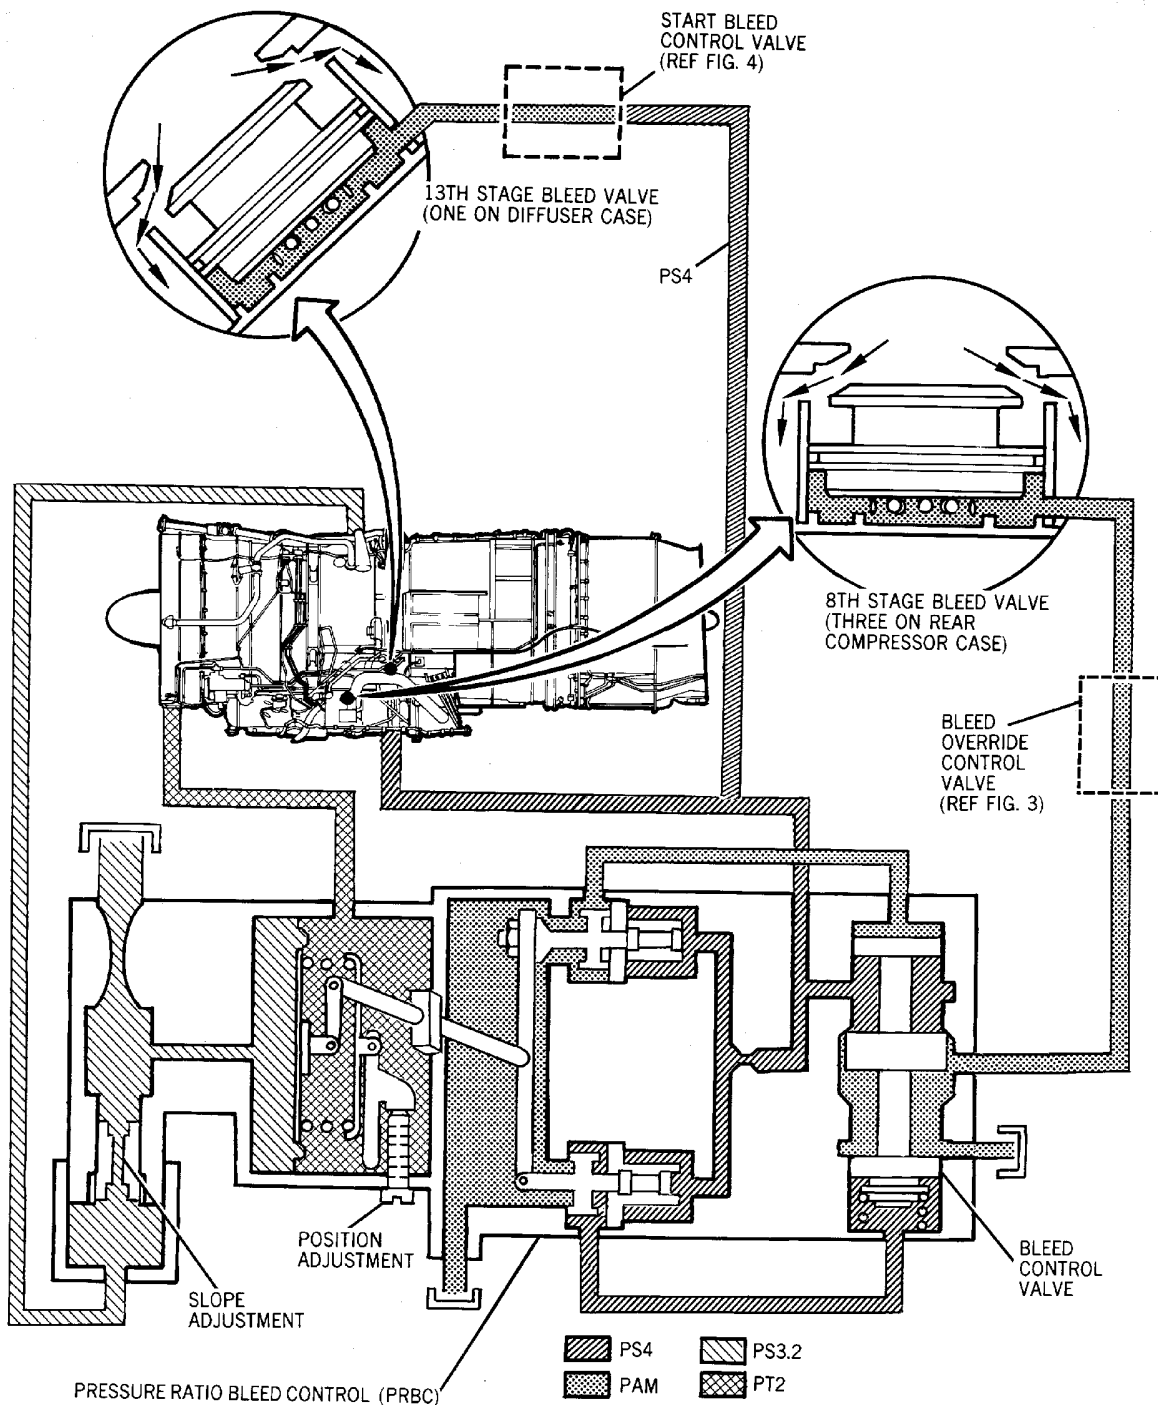 START BLEED
CONTROL VALVE
(REF FIG. 4)
13TH STAGE BLEED VALVE
(ONE ON DIFFUSER CASE)
PS4
8TH STAGE BLEED VALVE
(THREE ON REAR
COMPRESSOR CASE)
BLEED
OVERRIDE
CONTROL
VALVE
(REF FIG. 3)
POSITION
ADJUSTMENT
BLEED
CONTROL
VALVE
SLOPE
ADJUSTMENT
PS4
PS3.2
PAM
PT2
PRESSURE RATIO BLEED CONTROL (PRBC)